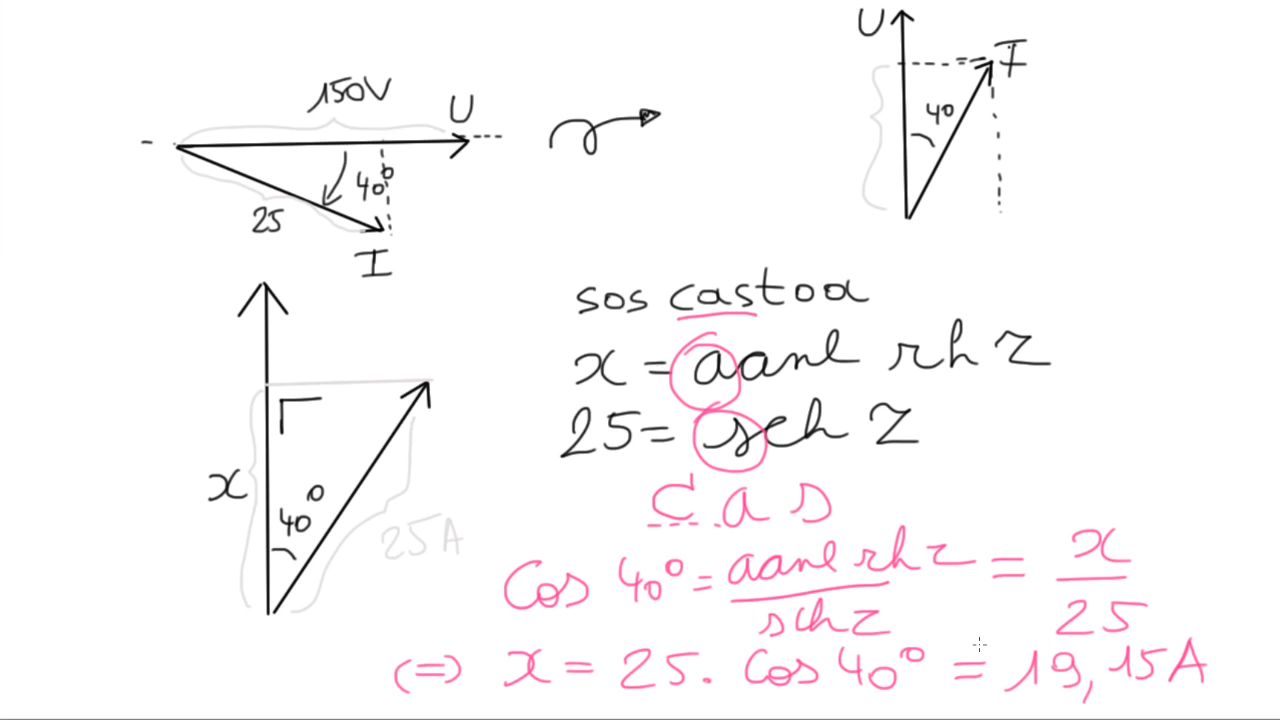 150V
U
40°
25
I
U
I
40
sos castoa
x = aanl rhz
25 = schz
x
40°
25A
c a s
Cos 40° = aanl rhz / schz = x / 25
(=) x = 25. Cos 40° = 19,15A